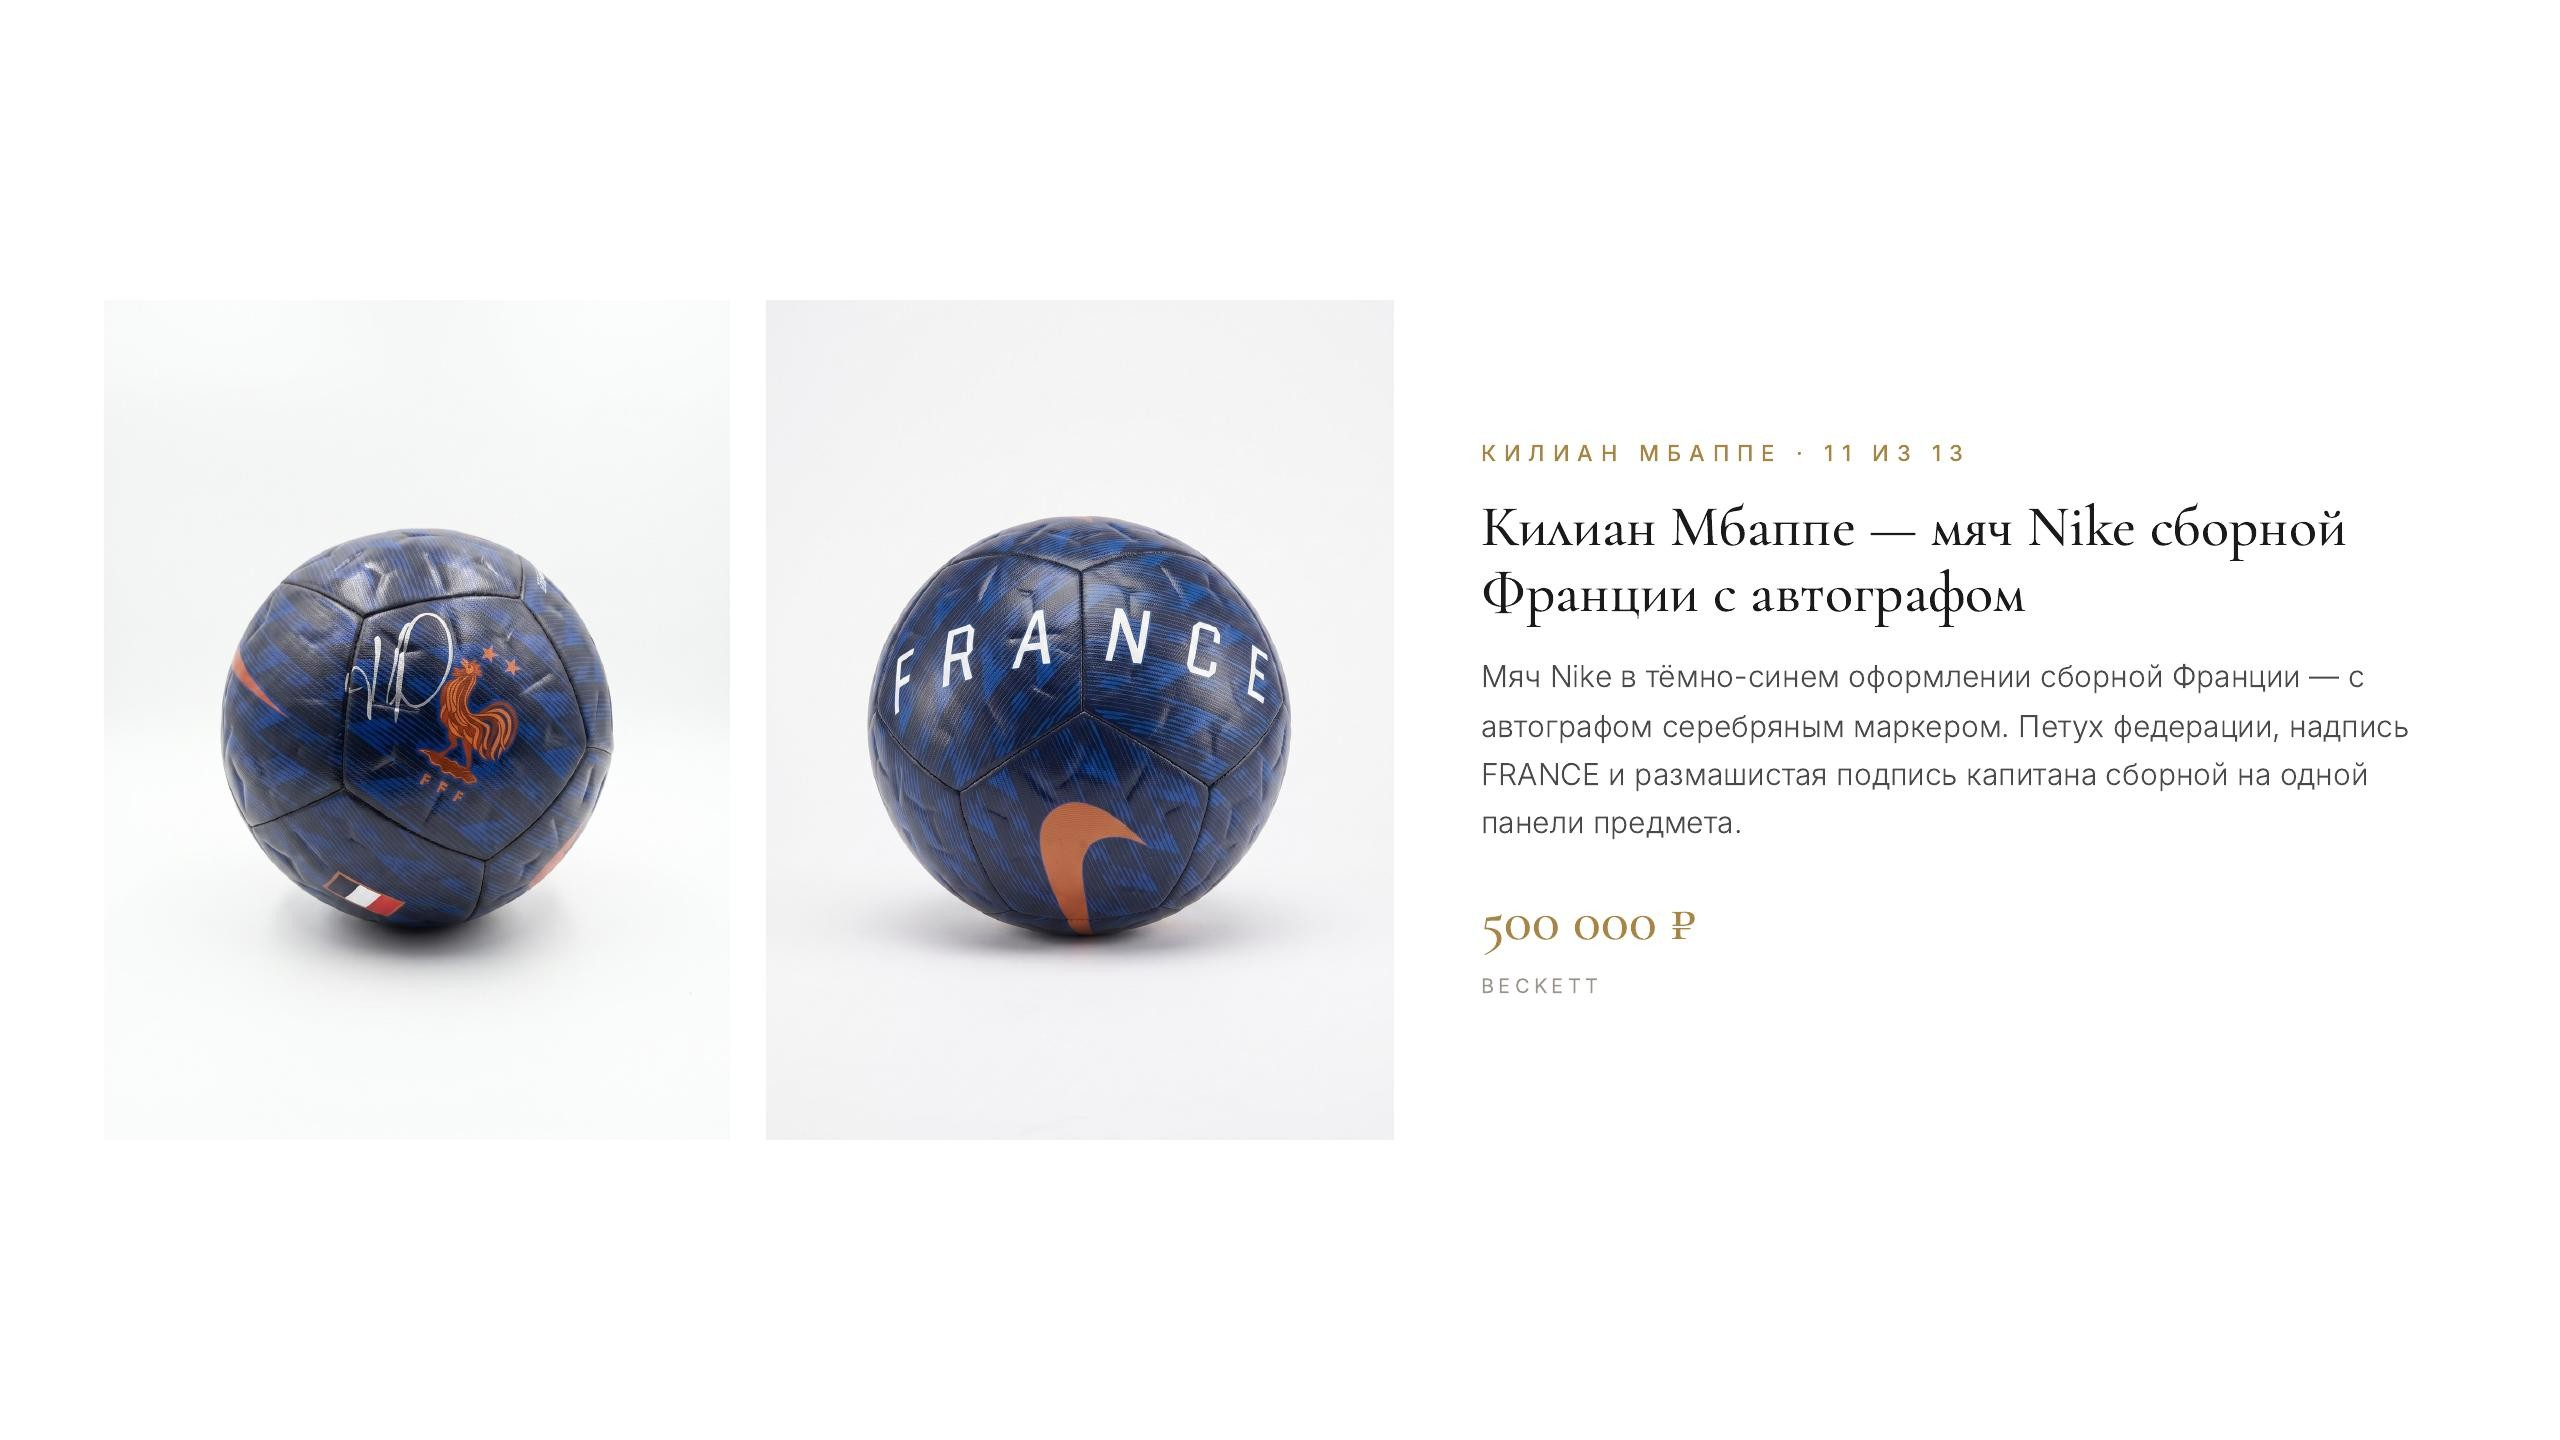 FFF
FRANCE
КИЛИАН МБАППЕ · 11 ИЗ 13
Килиан Мбаппе — мяч Nike сборной
Франции с автографом
Мяч Nike в тёмно-синем оформлении сборной Франции — с
автографом серебряным маркером. Петух федерации, надпись
FRANCE и размашистая подпись капитана сборной на одной
панели предмета.
500 000 ₽
BECKETT